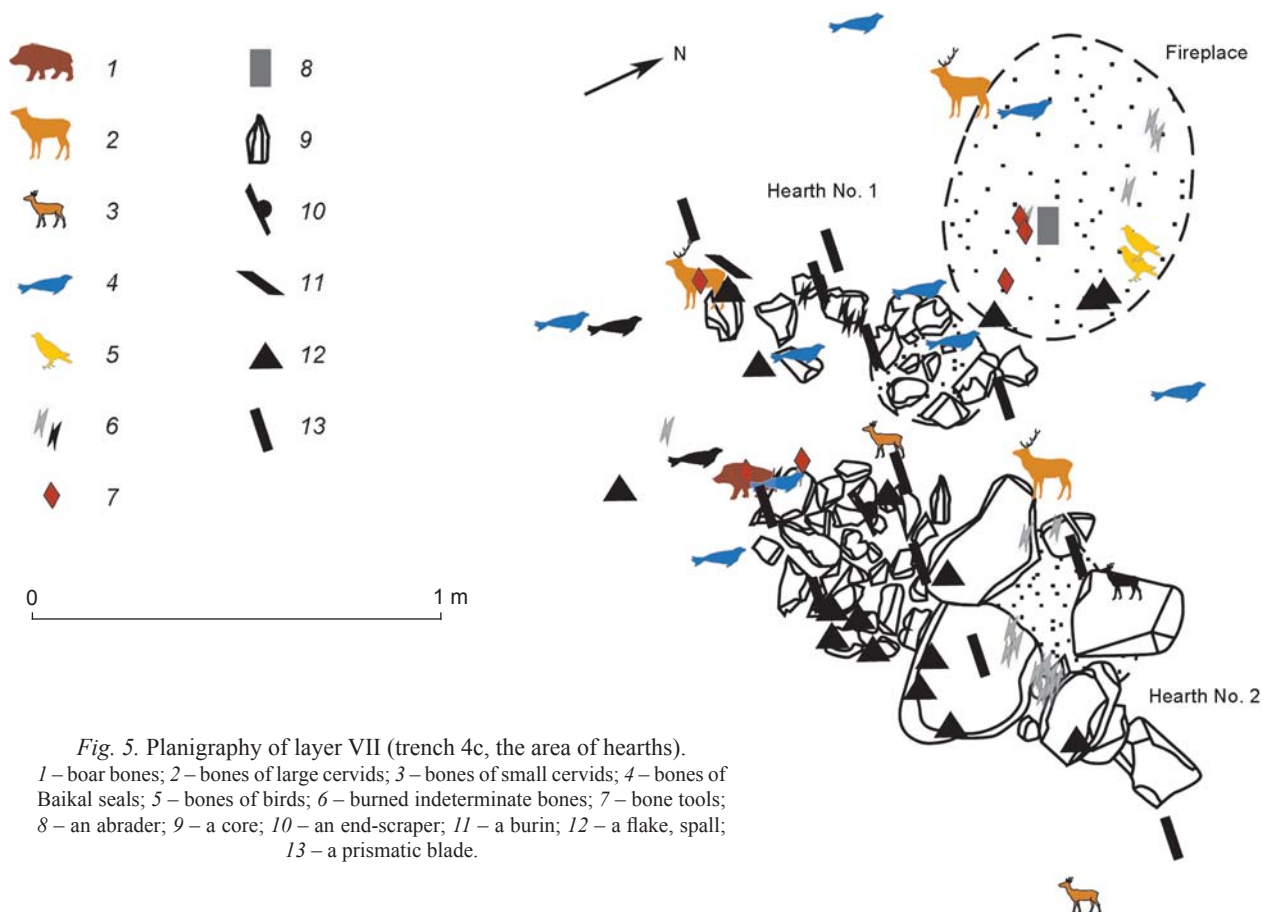 1
2
3
4
5
6
7
8
9
10
11
12
13
N
Fireplace
Hearth No. 1
Hearth No. 2
0
1 m
Fig. 5. Planigraphy of layer VII (trench 4c, the area of hearths).
1 – boar bones; 2 – bones of large cervids; 3 – bones of small cervids; 4 – bones of
Baikal seals; 5 – bones of birds; 6 – burned indeterminate bones; 7 – bone tools;
8 – an abrader; 9 – a core; 10 – an end-scraper; 11 – a burin; 12 – a flake, spall;
13 – a prismatic blade.